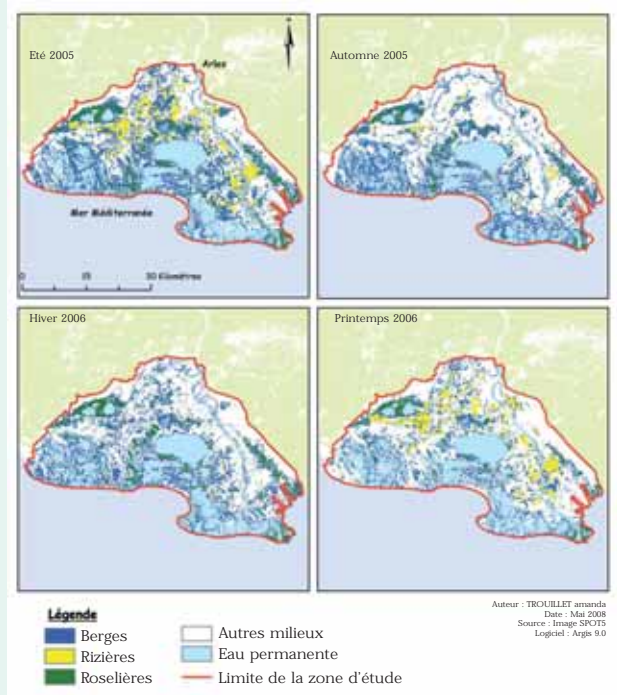 Eté 2005
Arles
Mer Méditerranée
0 15 30 Kilomètres
Automne 2005
Hiver 2006
Printemps 2006
Légende
Berges
Rizières
Roselières
Autres milieux
Eau permanente
Limite de la zone d'étude
Auteur : TROUILLET amanda
Date : Mai 2008
Source : Image SPOT5
Logiciel : Argis 9.0